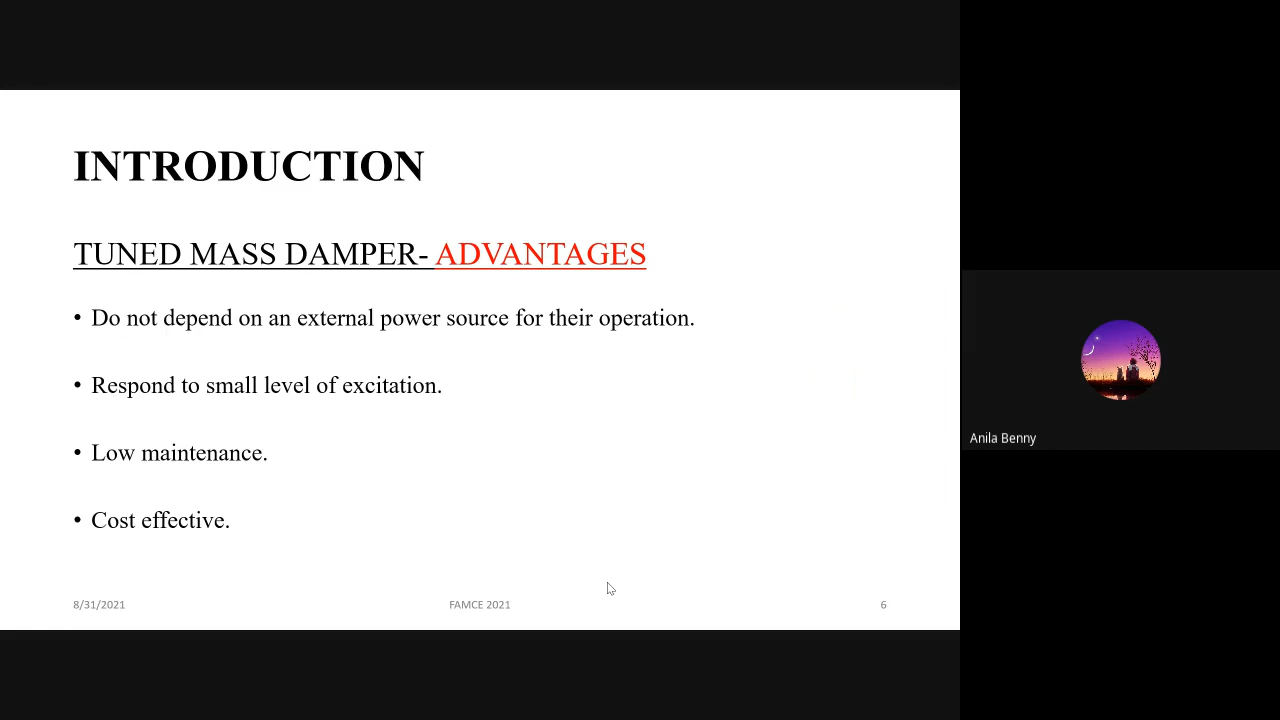 INTRODUCTION
TUNED MASS DAMPER- ADVANTAGES
• Do not depend on an external power source for their operation.
• Respond to small level of excitation.
• Low maintenance.
• Cost effective.
8/31/2021
FAMCE 2021
6
Anila Benny